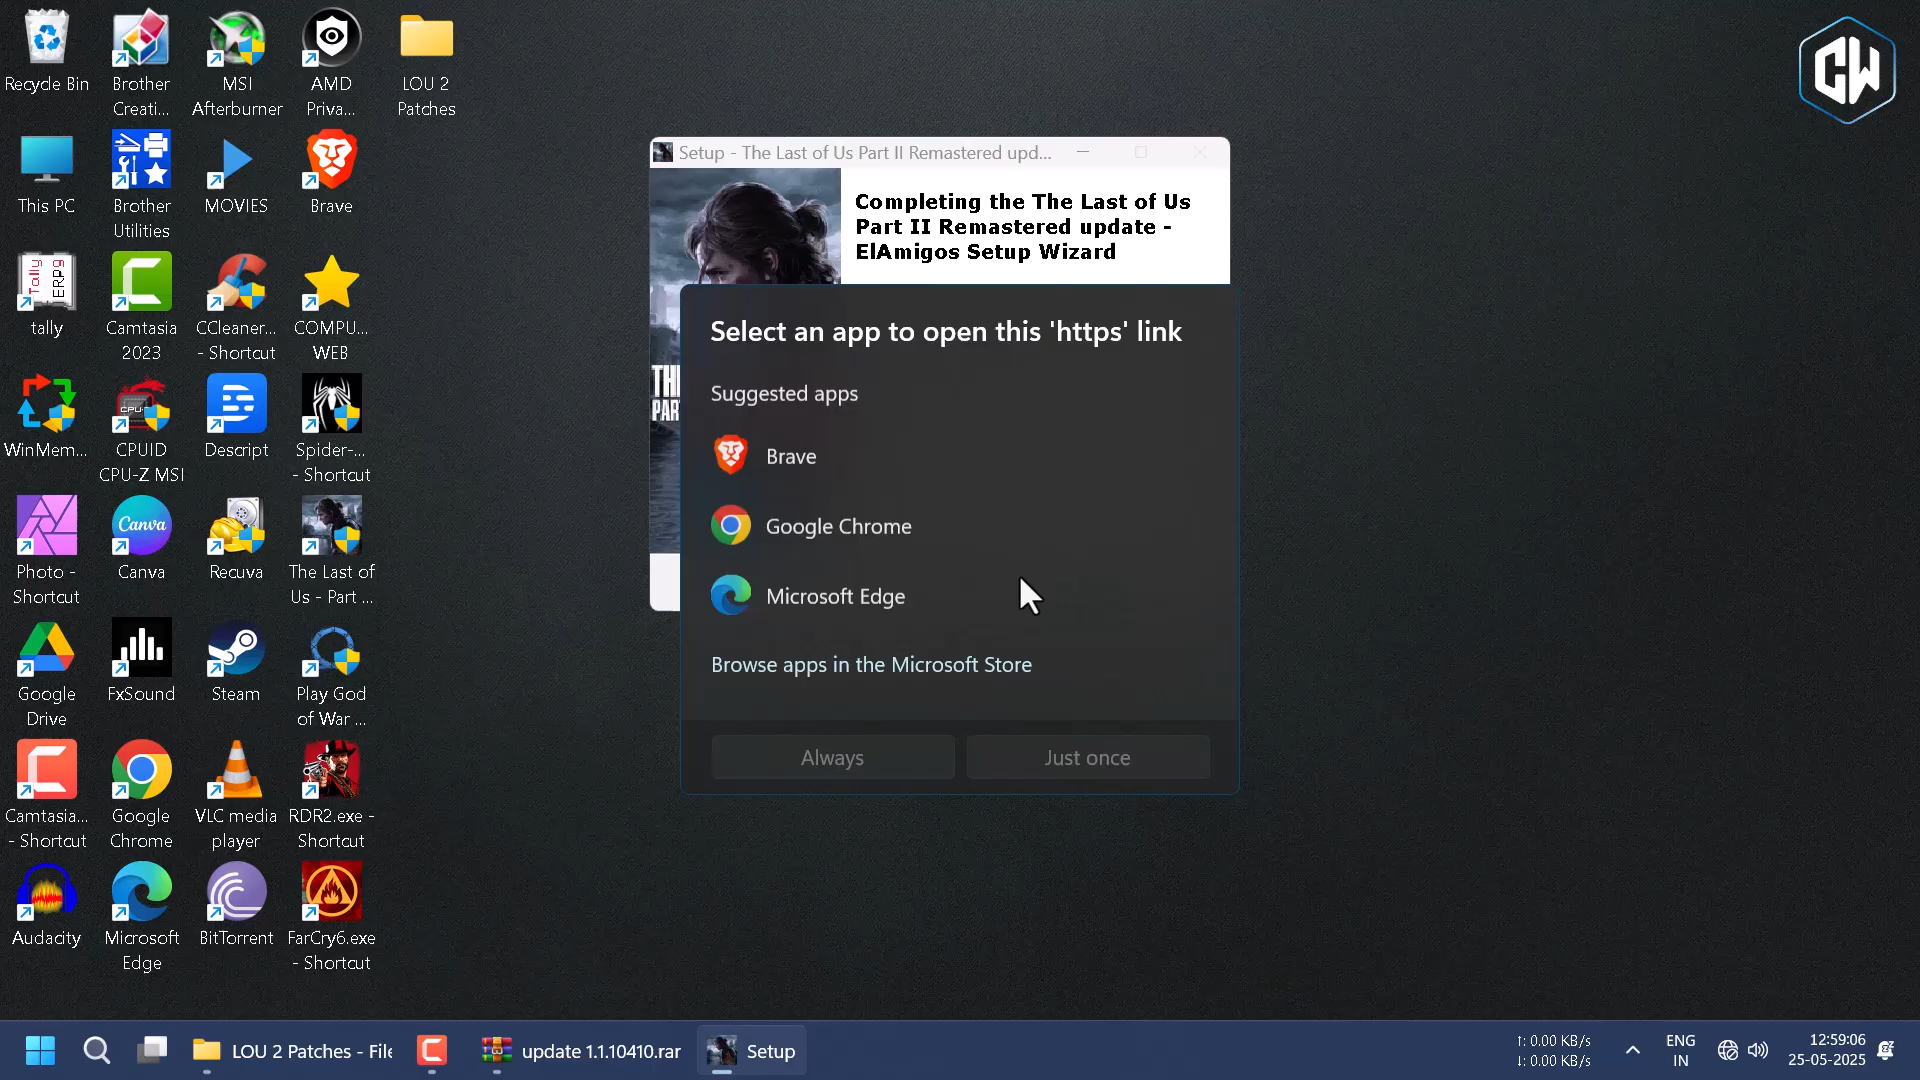 Recycle Bin
Brother
Creati...
MSI
Afterburner
AMD
Priva...
LOU 2
Patches
This PC
Brother
Utilities
MOVIES
Brave
Tally
ERP9
tally
Camtasia
2023
CCleaner...
- Shortcut
COMPU...
WEB
WinMem...
CPUID
CPU-Z MSI
Descript
Spider-...
- Shortcut
Photo -
Shortcut
Canva
Canva
Recuva
The Last of
Us - Part ...
Google
Drive
FxSound
Steam
Play God
of War ...
Camtasia...
- Shortcut
Google
Chrome
VLC media
player
RDR2.exe -
Shortcut
Audacity
Microsoft
Edge
BitTorrent
FarCry6.exe
- Shortcut
CW
Setup - The Last of Us Part II Remastered upd...
Completing the The Last of Us
Part II Remastered update -
ElAmigos Setup Wizard
Select an app to open this 'https' link
Suggested apps
Brave
Google Chrome
Microsoft Edge
Browse apps in the Microsoft Store
Always
Just once
LOU 2 Patches - File
update 1.1.10410.rar
Setup
↑: 0.00 KB/s
↓: 0.00 KB/s
ENG
IN
12:59:06
25-05-2025